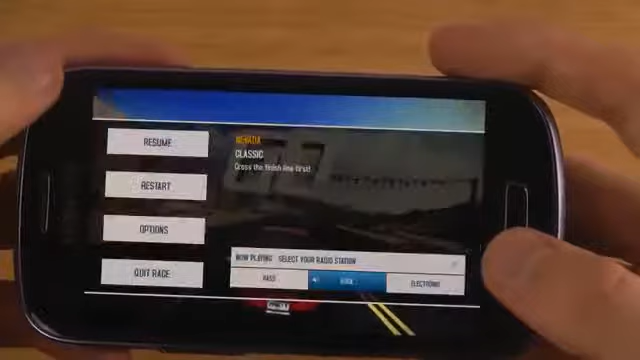 RESUME
RESTART
OPTIONS
QUIT RACE
NEVADA
CLASSIC
Cross the finish line first!
NOW PLAYING SELECT YOUR RADIO STATION
BASS
ROCK
ELECTRONIC